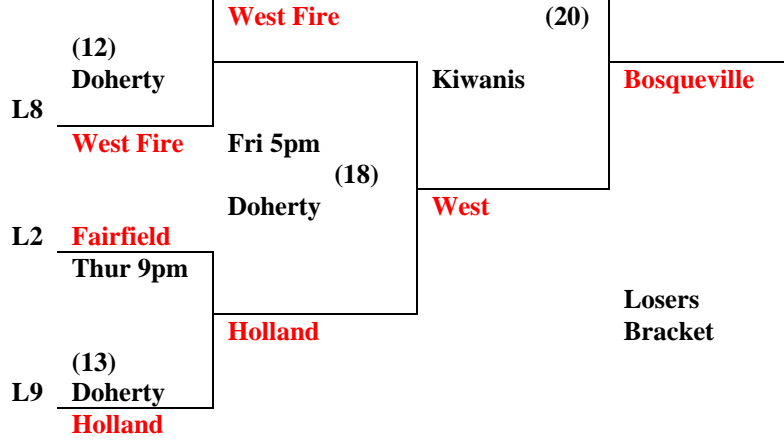 West Fire (20)
(12)
Doherty Kiwanis Bosqueville
L8
West Fire Fri 5pm
(18)
Doherty West
L2 Fairfield
Thur 9pm
Losers
Holland Bracket
(13)
L9 Doherty
Holland